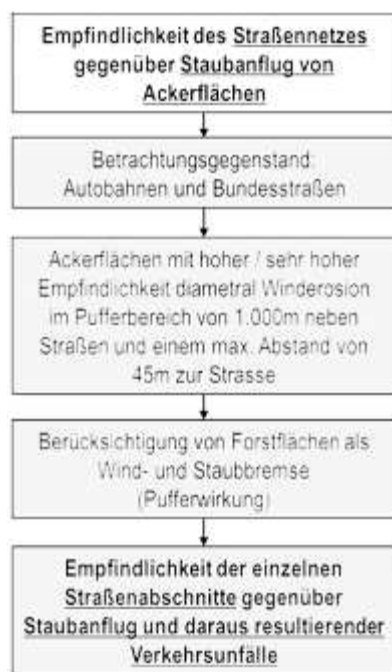 Empfindlichkeit des Straßennetzes
gegenüber Staubanflug von
Ackerflächen
Betrachtungsgegenstand:
Autobahnen und Bundesstraßen
Ackerflächen mit hoher / sehr hoher
Empfindlichkeit diametral Winderosion
im Pufferbereich von 1.000m neben
Straßen und einem max. Abstand von
45m zur Strasse
Berücksichtigung von Forstflächen als
Wind- und Staubbremse
(Pufferwirkung)
Empfindlichkeit der einzelnen
Straßenabschnitte gegenüber
Staubanflug und daraus resultierender
Verkehrsunfälle